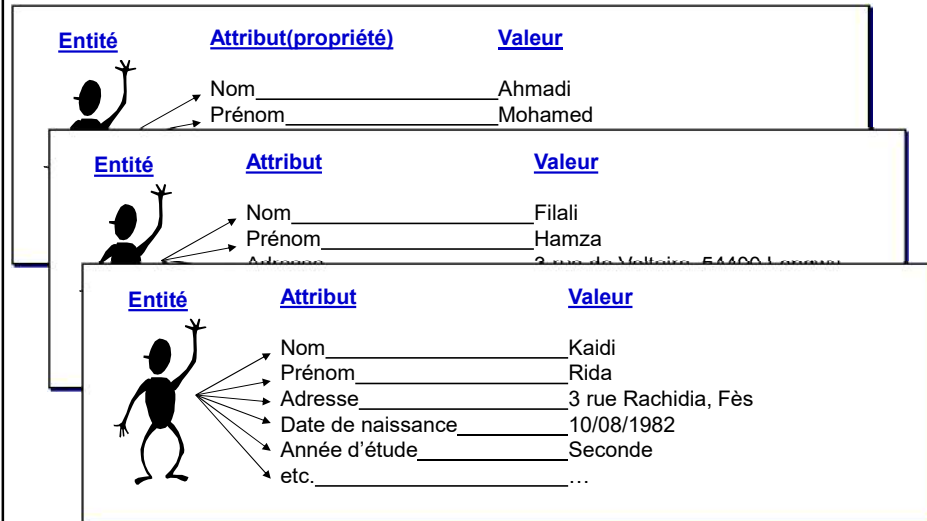 Entité Attribut(propriété) Valeur
Nom Ahmadi
Prénom Mohamed
Entité Attribut Valeur
Nom Filali
Prénom Hamza
Entité Attribut Valeur
Nom Kaidi
Prénom Rida
Adresse 3 rue Rachidia, Fès
Date de naissance 10/08/1982
Année d'étude Seconde
etc. …